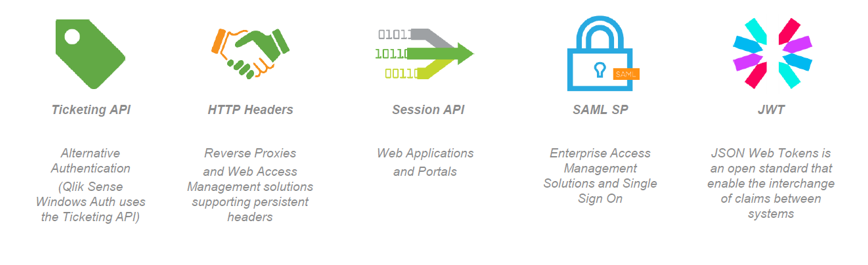 01011
10110
00110
SAML
Ticketing API
HTTP Headers
Session API
SAML SP
JWT
Alternative
Authentication
(Qlik Sense
Windows Auth uses
the Ticketing API)
Reverse Proxies
and Web Access
Management solutions
supporting persistent
headers
Web Applications
and Portals
Enterprise Access
Management
Solutions and Single
Sign On
JSON Web Tokens is
an open standard that
enable the interchange
of claims between
systems